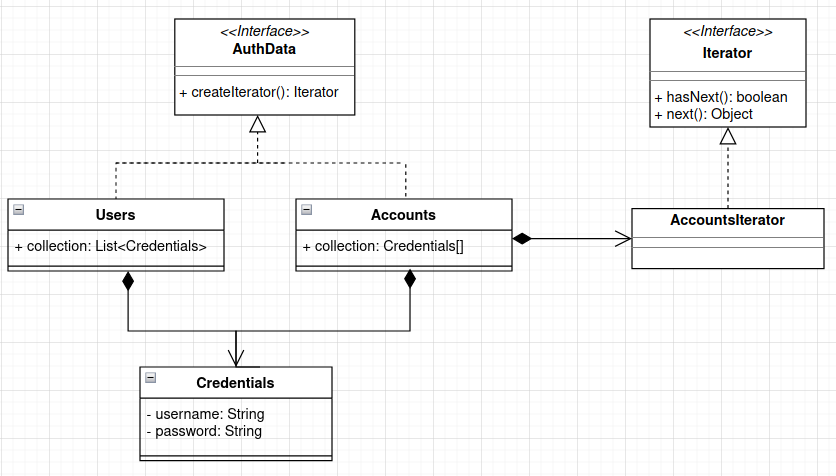 <<Interface>>
AuthData
+ createIterator(): Iterator
<<Interface>>
Iterator
+ hasNext(): boolean
+ next(): Object
Users
+ collection: List<Credentials>
Accounts
+ collection: Credentials[]
AccountsIterator
Credentials
- username: String
- password: String